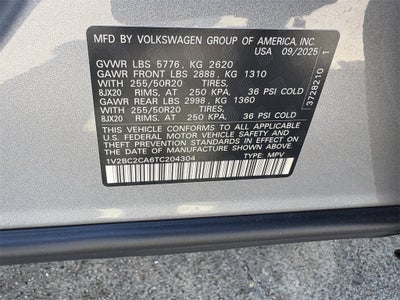 MFD BY VOLKSWAGEN GROUP OF AMERICA, INC.
USA 09/2025
GVWR LBS 5776, KG 2620
GAWR FRONT LBS 2888, KG 1310
WITH 255/50R20 TIRES.
8JX20 RIMS. AT 250 KPA. 36 PSI COLD
GAWR REAR LBS 2998, KG 1360
WITH 255/50R20 TIRES.
8JX20 RIMS. AT 250 KPA. 36 PSI COLD
THIS VEHICLE CONFORMS TO ALL APPLICABLE
U.S. FEDERAL MOTOR VEHICLE SAFETY AND
THEFT PREVENTION STANDARDS IN EFFECT ON
THE DATE OF MANUFACTURE SHOWN ABOVE.
1V2BC2CA6TC204304 TYPE: MPV
3728210 1